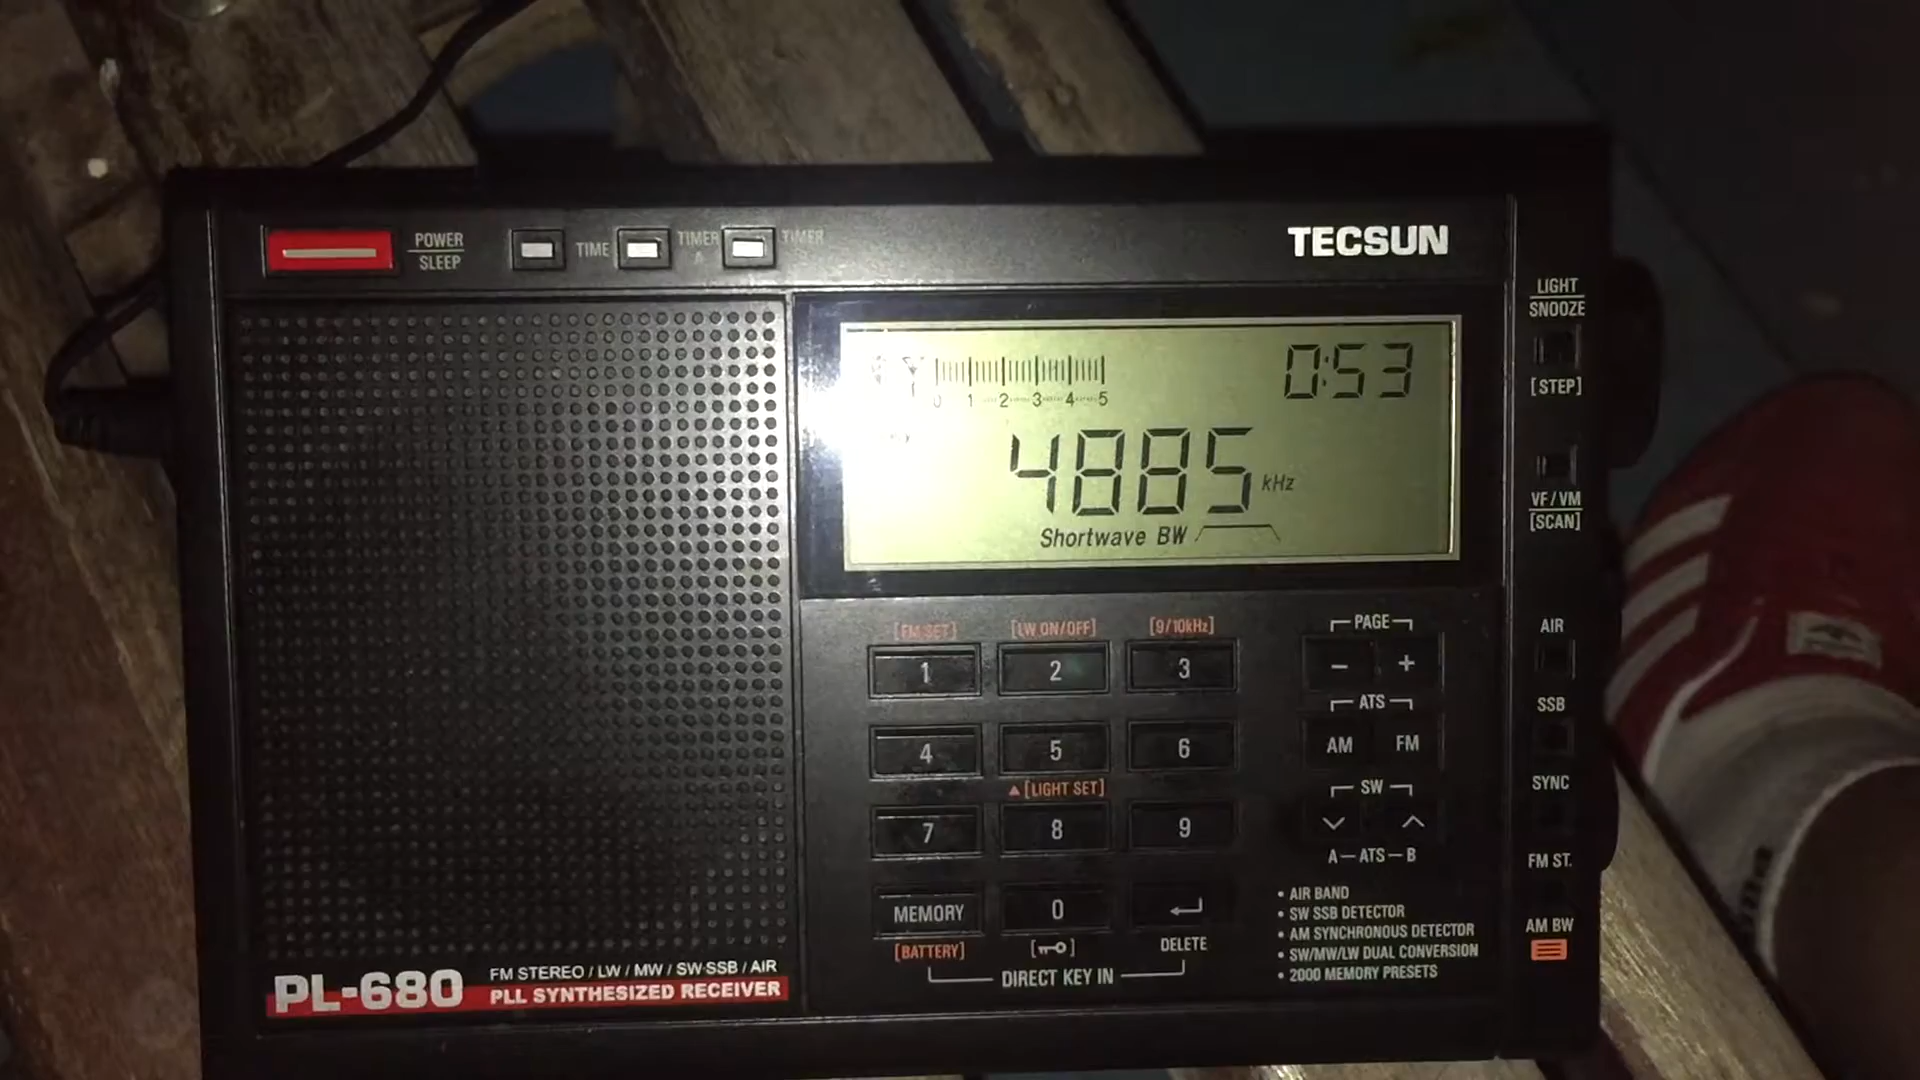 POWER
SLEEP
TIME
TIMER
A
TIMER
TECSUN
LIGHT
SNOOZE
[STEP]
0:53
0 1 2 3 4 5
4885 kHz
Shortwave BW
VF/VM
[SCAN]
[FM SET] [LW ON/OFF] [9/10kHz]
1 2 3
4 5 6
▲[LIGHT SET]
7 8 9
MEMORY 0
[BATTERY] DELETE
DIRECT KEY IN
PAGE
- +
ATS
AM FM
SW
A—ATS—B
AIR
SSB
SYNC
FM ST.
AM BW
• AIR BAND
• SW SSB DETECTOR
• AM SYNCHRONOUS DETECTOR
• SW/MW/LW DUAL CONVERSION
• 2000 MEMORY PRESETS
PL-680
FM STEREO / LW / MW / SW-SSB / AIR
PLL SYNTHESIZED RECEIVER